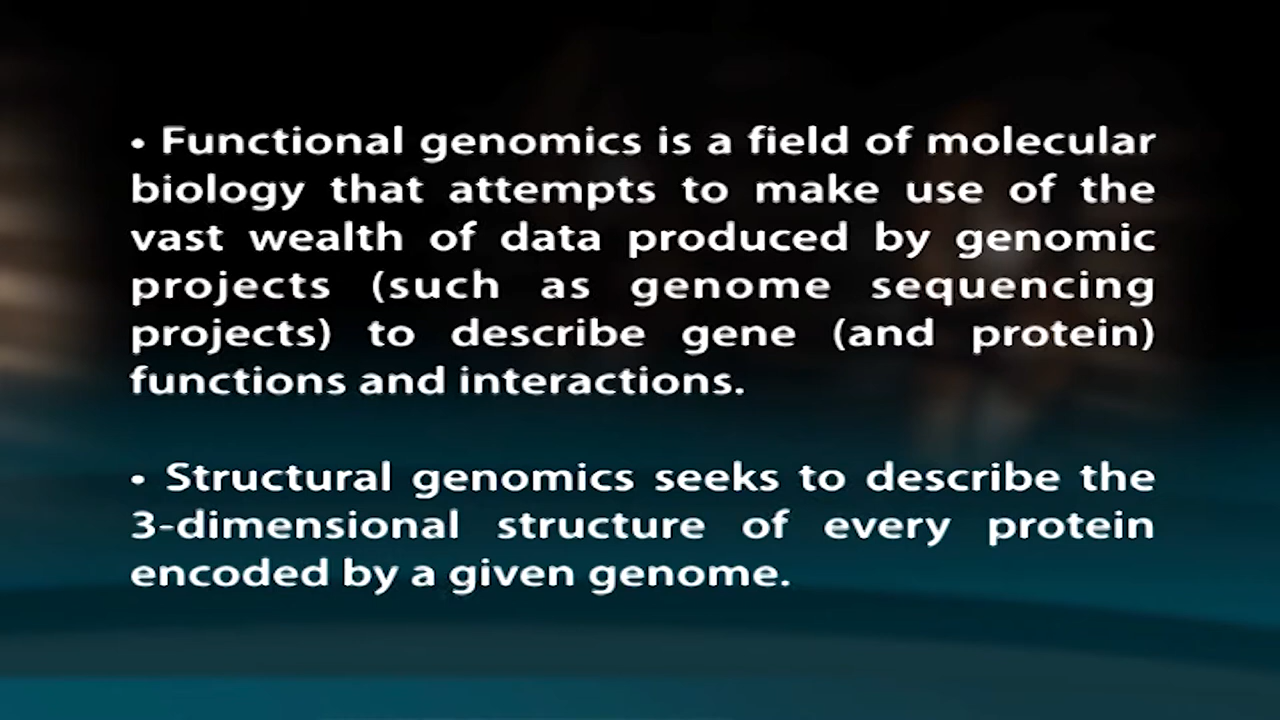 • Functional genomics is a field of molecular
biology that attempts to make use of the
vast wealth of data produced by genomic
projects (such as genome sequencing
projects) to describe gene (and protein)
functions and interactions.
• Structural genomics seeks to describe the
3-dimensional structure of every protein
encoded by a given genome.